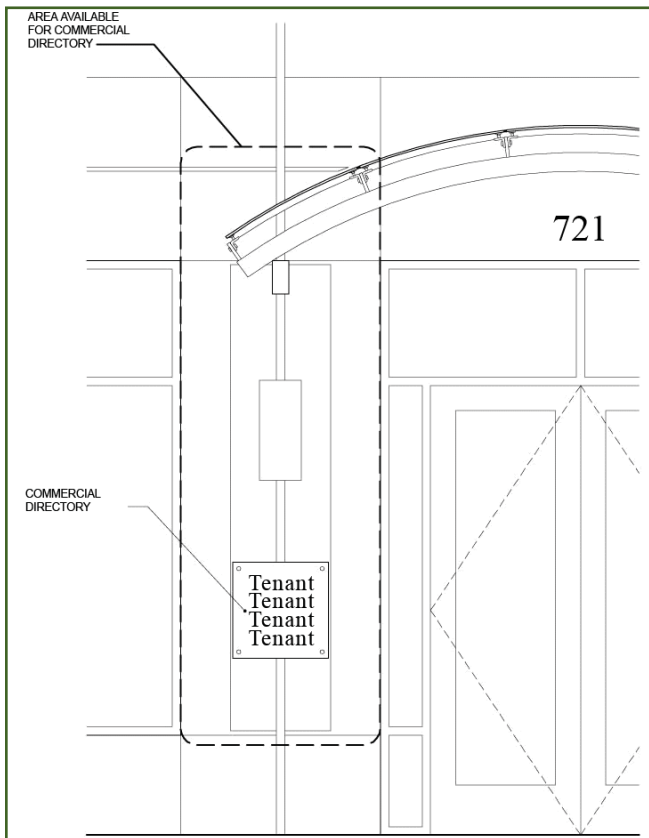 AREA AVAILABLE
FOR COMMERCIAL
DIRECTORY
721
COMMERCIAL
DIRECTORY
Tenant
Tenant
Tenant
Tenant